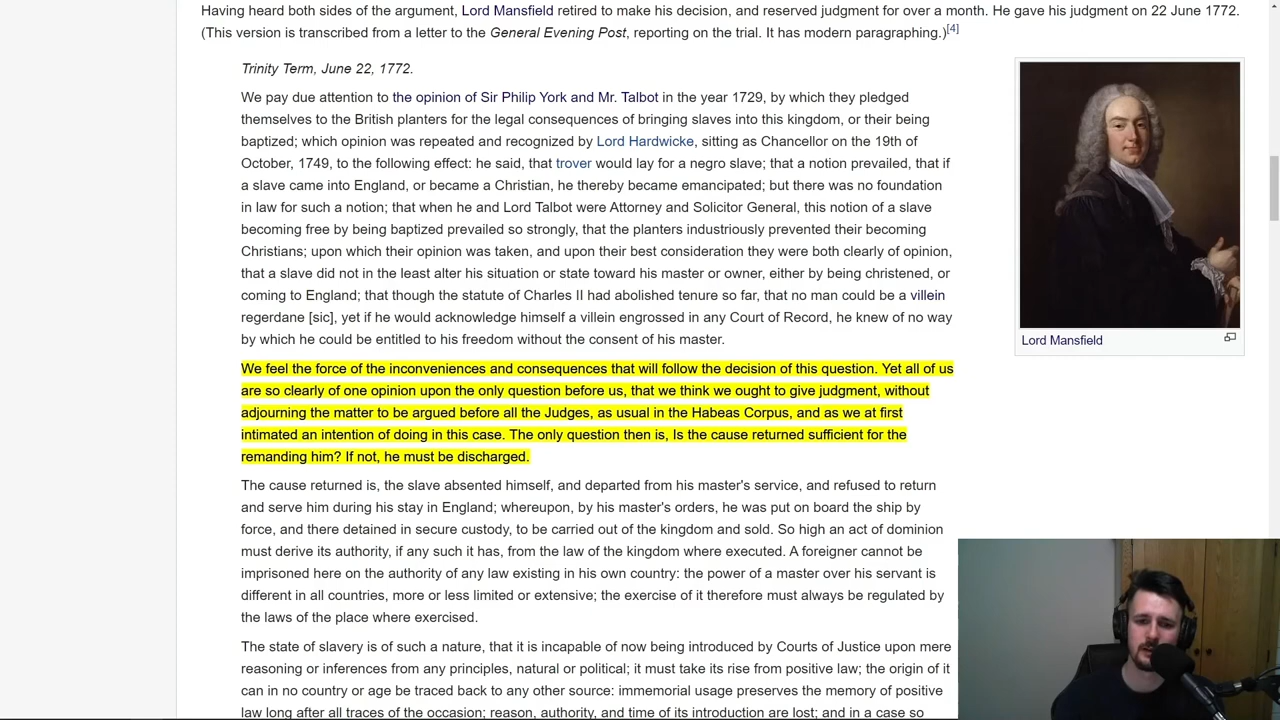 Having heard both sides of the argument, Lord Mansfield retired to make his decision, and reserved judgment for over a month. He gave his judgment on 22 June 1772.
(This version is transcribed from a letter to the General Evening Post, reporting on the trial. It has modern paragraphing.)[4]
Trinity Term, June 22, 1772.
We pay due attention to the opinion of Sir Philip York and Mr. Talbot in the year 1729, by which they pledged
themselves to the British planters for the legal consequences of bringing slaves into this kingdom, or their being
baptized; which opinion was repeated and recognized by Lord Hardwicke, sitting as Chancellor on the 19th of
October, 1749, to the following effect: he said, that trover would lay for a negro slave; that a notion prevailed, that if
a slave came into England, or became a Christian, he thereby became emancipated; but there was no foundation
in law for such a notion; that when he and Lord Talbot were Attorney and Solicitor General, this notion of a slave
becoming free by being baptized prevailed so strongly, that the planters industriously prevented their becoming
Christians; upon which their opinion was taken, and upon their best consideration they were both clearly of opinion,
that a slave did not in the least alter his situation or state toward his master or owner, either by being christened, or
coming to England; that though the statute of Charles II had abolished tenure so far, that no man could be a villein
regerdane [sic], yet if he would acknowledge himself a villein engrossed in any Court of Record, he knew of no way
by which he could be entitled to his freedom without the consent of his master.
We feel the force of the inconveniences and consequences that will follow the decision of this question. Yet all of us
are so clearly of one opinion upon the only question before us, that we think we ought to give judgment, without
adjourning the matter to be argued before all the Judges, as usual in the Habeas Corpus, and as we at first
intimated an intention of doing in this case. The only question then is, Is the cause returned sufficient for the
remanding him? If not, he must be discharged.
The cause returned is, the slave absented himself, and departed from his master's service, and refused to return
and serve him during his stay in England; whereupon, by his master's orders, he was put on board the ship by
force, and there detained in secure custody, to be carried out of the kingdom and sold. So high an act of dominion
must derive its authority, if any such it has, from the law of the kingdom where executed. A foreigner cannot be
imprisoned here on the authority of any law existing in his own country: the power of a master over his servant is
different in all countries, more or less limited or extensive; the exercise of it therefore must always be regulated by
the laws of the place where exercised.
The state of slavery is of such a nature, that it is incapable of now being introduced by Courts of Justice upon mere
reasoning or inferences from any principles, natural or political; it must take its rise from positive law; the origin of it
can in no country or age be traced back to any other source: immemorial usage preserves the memory of positive
law long after all traces of the occasion; reason, authority, and time of its introduction are lost; and in a case so
Lord Mansfield